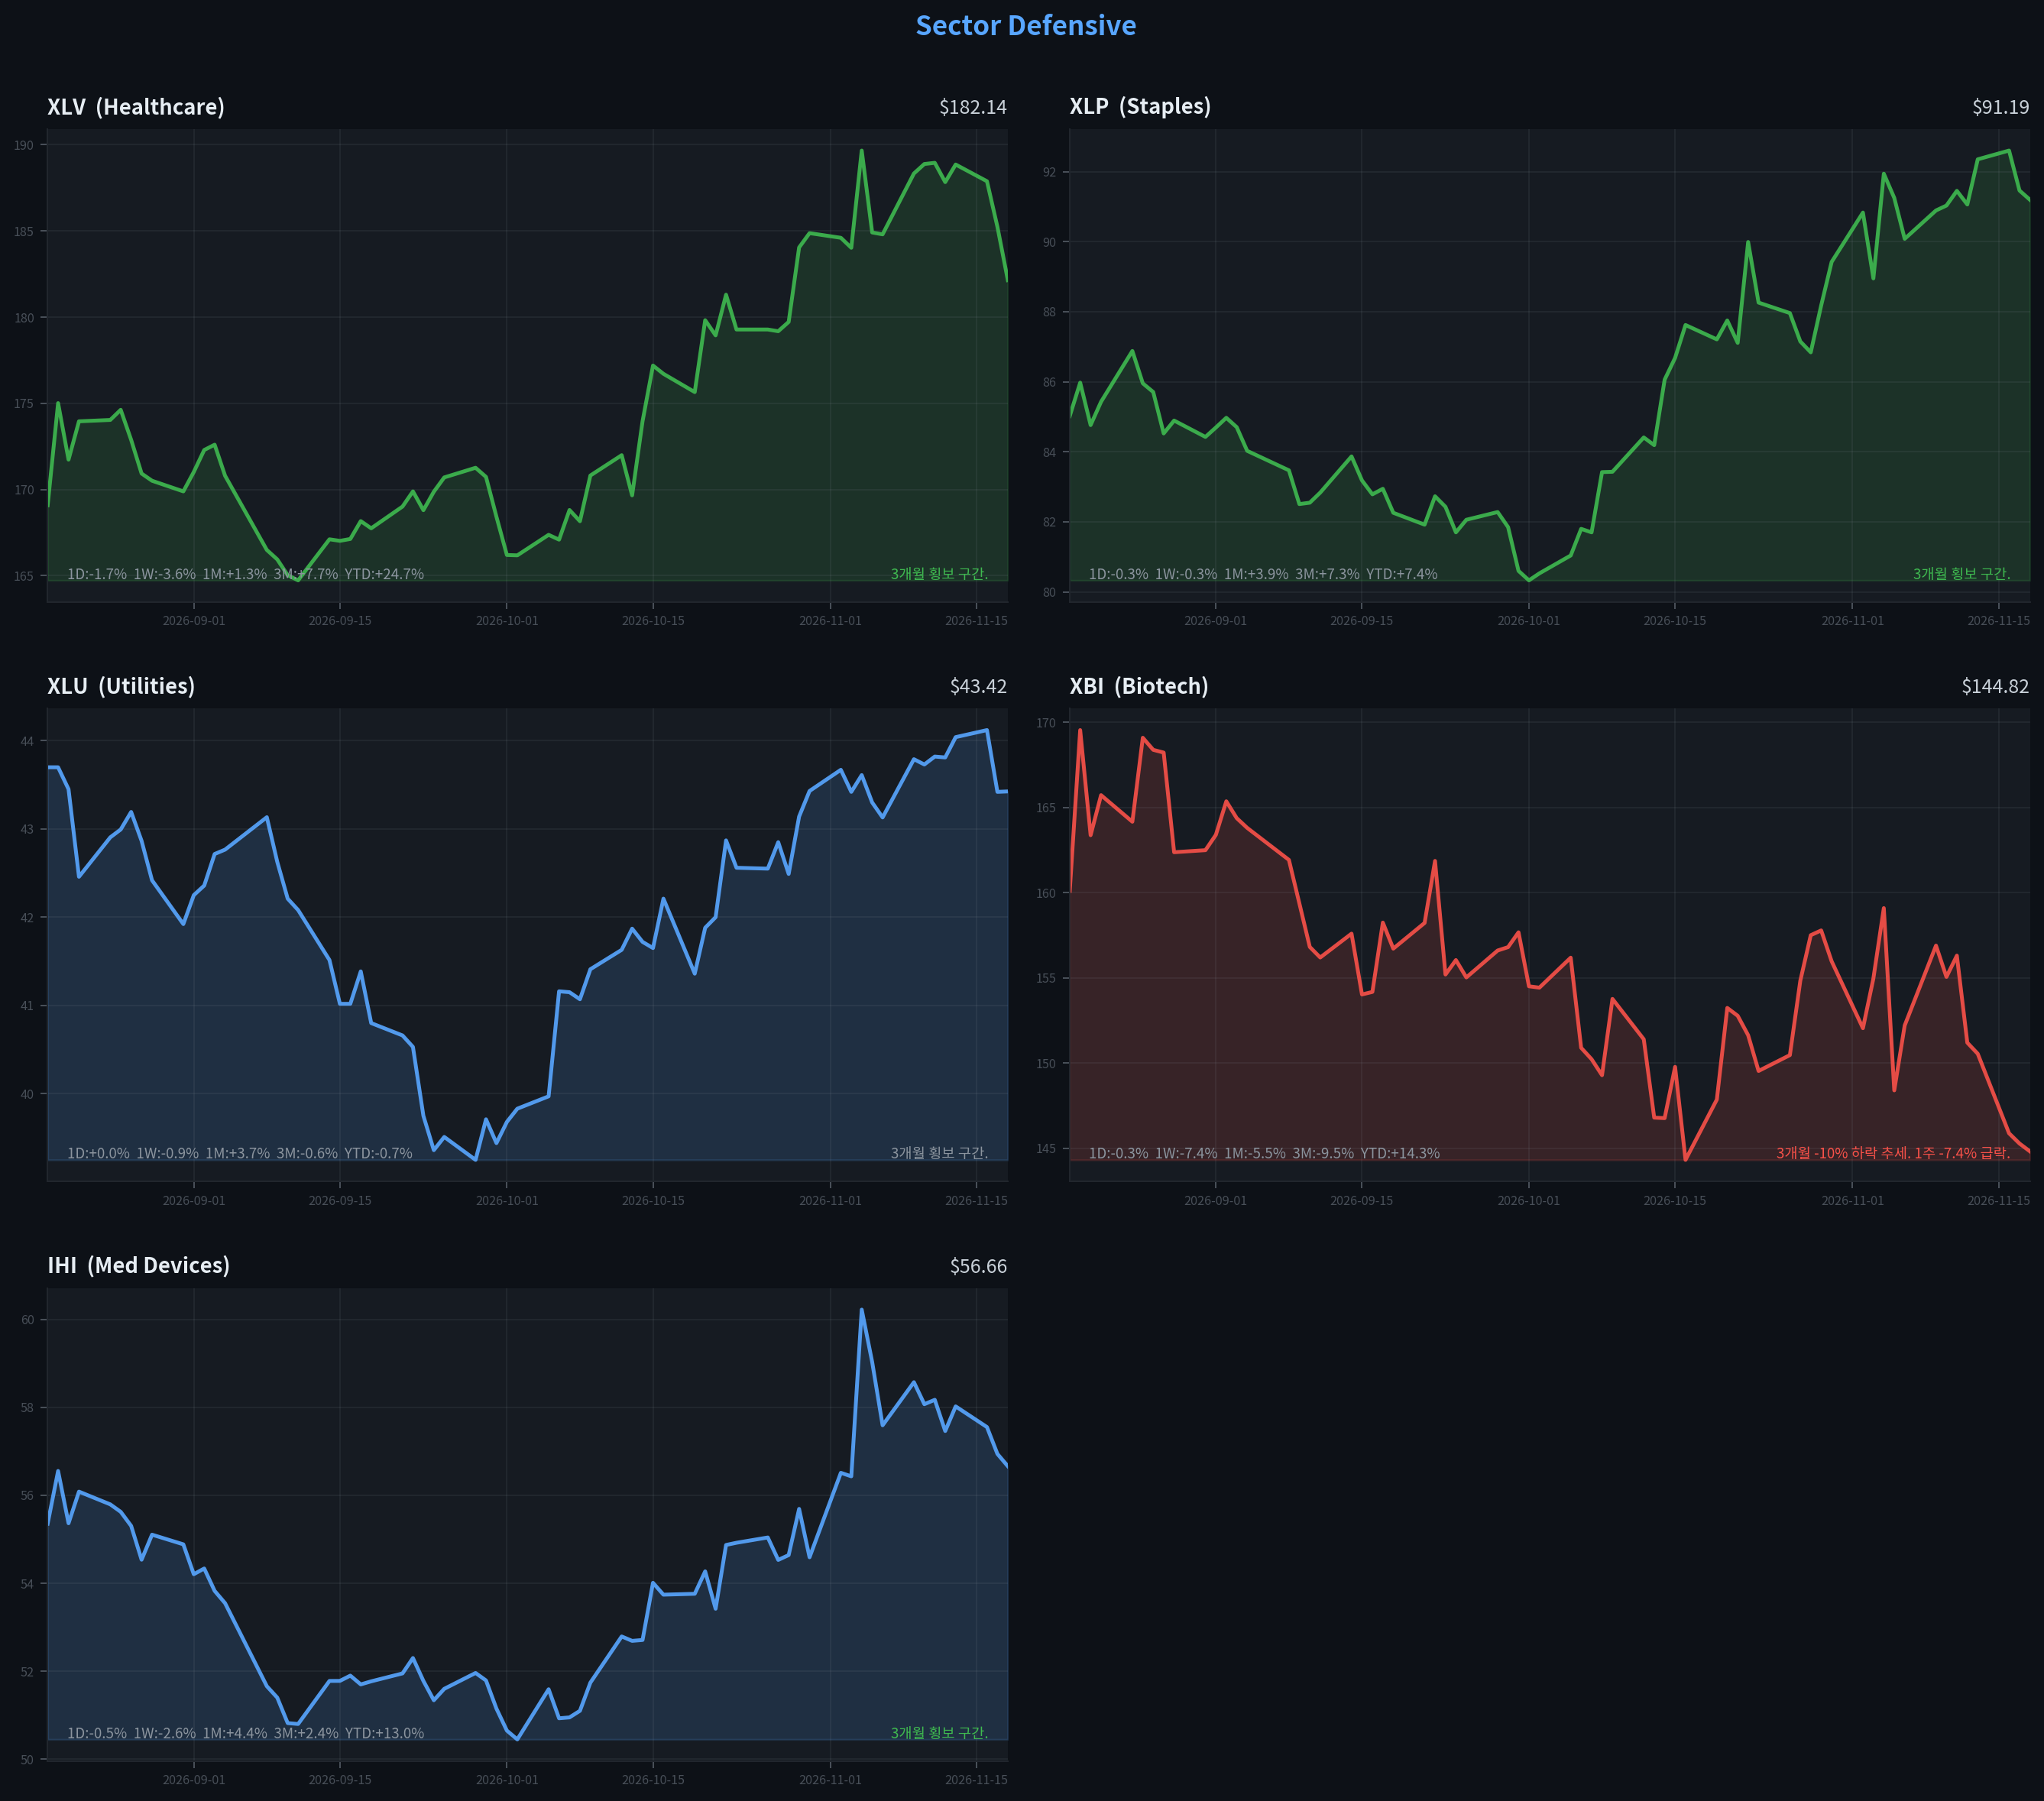 Sector Defensive
XLV (Healthcare) $182.14
190
185
180
175
170
165
1D:-1.7% 1W:-3.6% 1M:+1.3% 3M:+7.7% YTD:+24.7% 3개월 횡보 구간.
2026-09-01 2026-09-15 2026-10-01 2026-10-15 2026-11-01 2026-11-15
XLP (Staples) $91.19
92
90
88
86
84
82
80
1D:-0.3% 1W:-0.3% 1M:+3.9% 3M:+7.3% YTD:+7.4% 3개월 횡보 구간.
2026-09-01 2026-09-15 2026-10-01 2026-10-15 2026-11-01 2026-11-15
XLU (Utilities) $43.42
44
43
42
41
40
1D:+0.0% 1W:-0.9% 1M:+3.7% 3M:-0.6% YTD:-0.7% 3개월 횡보 구간.
2026-09-01 2026-09-15 2026-10-01 2026-10-15 2026-11-01 2026-11-15
XBI (Biotech) $144.82
170
165
160
155
150
145
1D:-0.3% 1W:-7.4% 1M:-5.5% 3M:-9.5% YTD:+14.3% 3개월 -10% 하락 추세. 1주 -7.4% 급락.
2026-09-01 2026-09-15 2026-10-01 2026-10-15 2026-11-01 2026-11-15
IHI (Med Devices) $56.66
60
58
56
54
52
50
1D:-0.5% 1W:-2.6% 1M:+4.4% 3M:+2.4% YTD:+13.0% 3개월 횡보 구간.
2026-09-01 2026-09-15 2026-10-01 2026-10-15 2026-11-01 2026-11-15